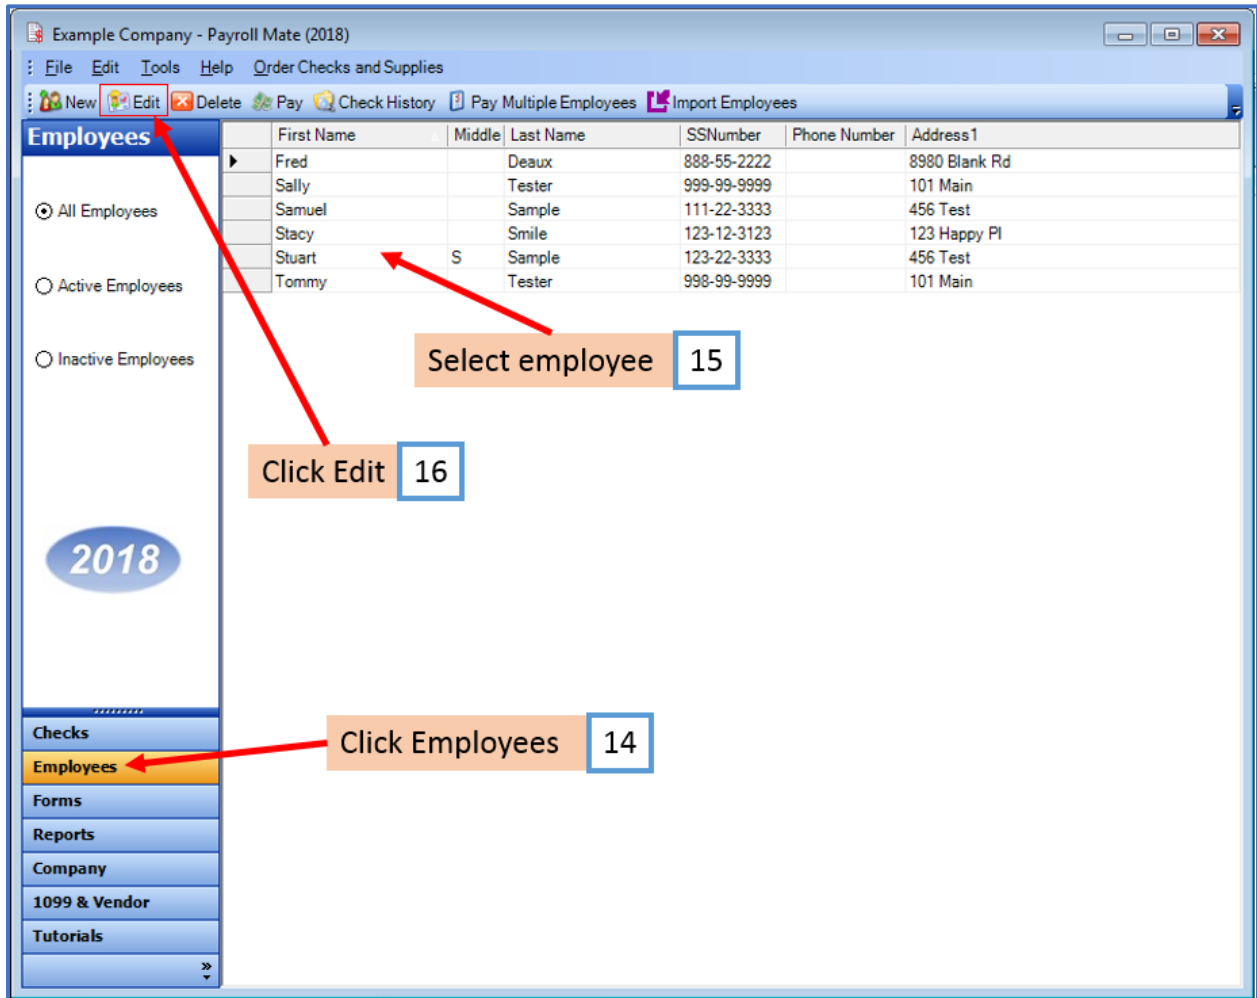 Example Company - Payroll Mate (2018)
File Edit Tools Help Order Checks and Supplies
New Edit Delete Pay Check History Pay Multiple Employees Import Employees
Employees
First Name Middle Last Name SSNumber Phone Number Address1
Fred Deaux 888-55-2222 8980 Blank Rd
Sally Tester 999-99-9999 101 Main
Samuel Sample 111-22-3333 456 Test
Stacy Smile 123-12-3123 123 Happy Pl
Stuart S Sample 123-22-3333 456 Test
Tommy Tester 998-99-9999 101 Main
All Employees
Active Employees
Inactive Employees
Select employee 15
Click Edit 16
2018
Click Employees 14
Checks
Employees
Forms
Reports
Company
1099 & Vendor
Tutorials